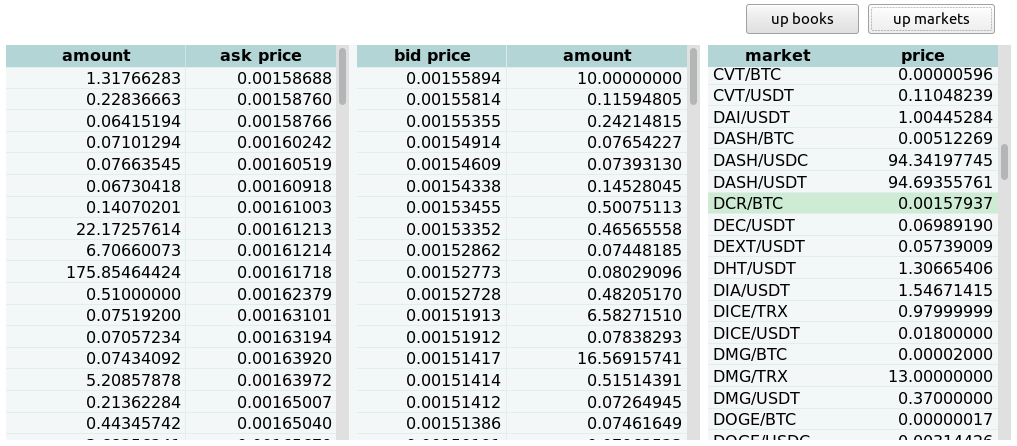 up books up markets
amount ask price bid price amount market price
1.31766283 0.00158688 0.00155894 10.00000000 CVT/BTC 0.00000596
0.22836663 0.00158760 0.00155814 0.11594805 CVT/USDT 0.11048239
0.06415194 0.00158766 0.00155355 0.24214815 DAI/USDT 1.00445284
0.07101294 0.00160242 0.00154914 0.07654227 DASH/BTC 0.00512269
0.07663545 0.00160519 0.00154609 0.07393130 DASH/USDC 94.34197745
0.06730418 0.00160918 0.00154338 0.14528045 DASH/USDT 94.69355761
0.14070201 0.00161003 0.00153455 0.50075113 DCR/BTC 0.00157937
22.17257614 0.00161213 0.00153352 0.46565558 DEC/USDT 0.06989190
6.70660073 0.00161214 0.00152862 0.07448185 DEXT/USDT 0.05739009
175.85464424 0.00161718 0.00152773 0.08029096 DHT/USDT 1.30665406
0.51000000 0.00162379 0.00152728 0.48205170 DIA/USDT 1.54671415
0.07519200 0.00163101 0.00151913 6.58271510 DICE/TRX 0.97999999
0.07057234 0.00163194 0.00151912 0.07838293 DICE/USDT 0.01800000
0.07434092 0.00163920 0.00151417 16.56915741 DMG/BTC 0.00002000
5.20857878 0.00163972 0.00151414 0.51514391 DMG/TRX 13.00000000
0.21362284 0.00165007 0.00151412 0.07264945 DMG/USDT 0.37000000
0.44345742 0.00165040 0.00151386 0.07461649 DOGE/BTC 0.00000017